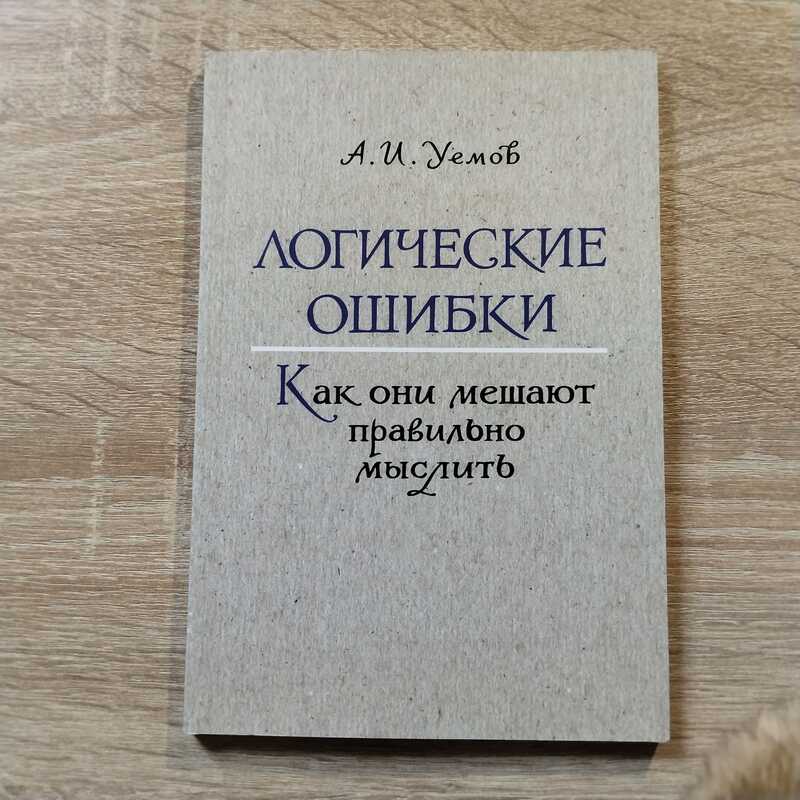 А. И. Уемов
ЛОГИЧЕСКИЕ
ОШИБКИ
Как они мешают
правильно
мыслить